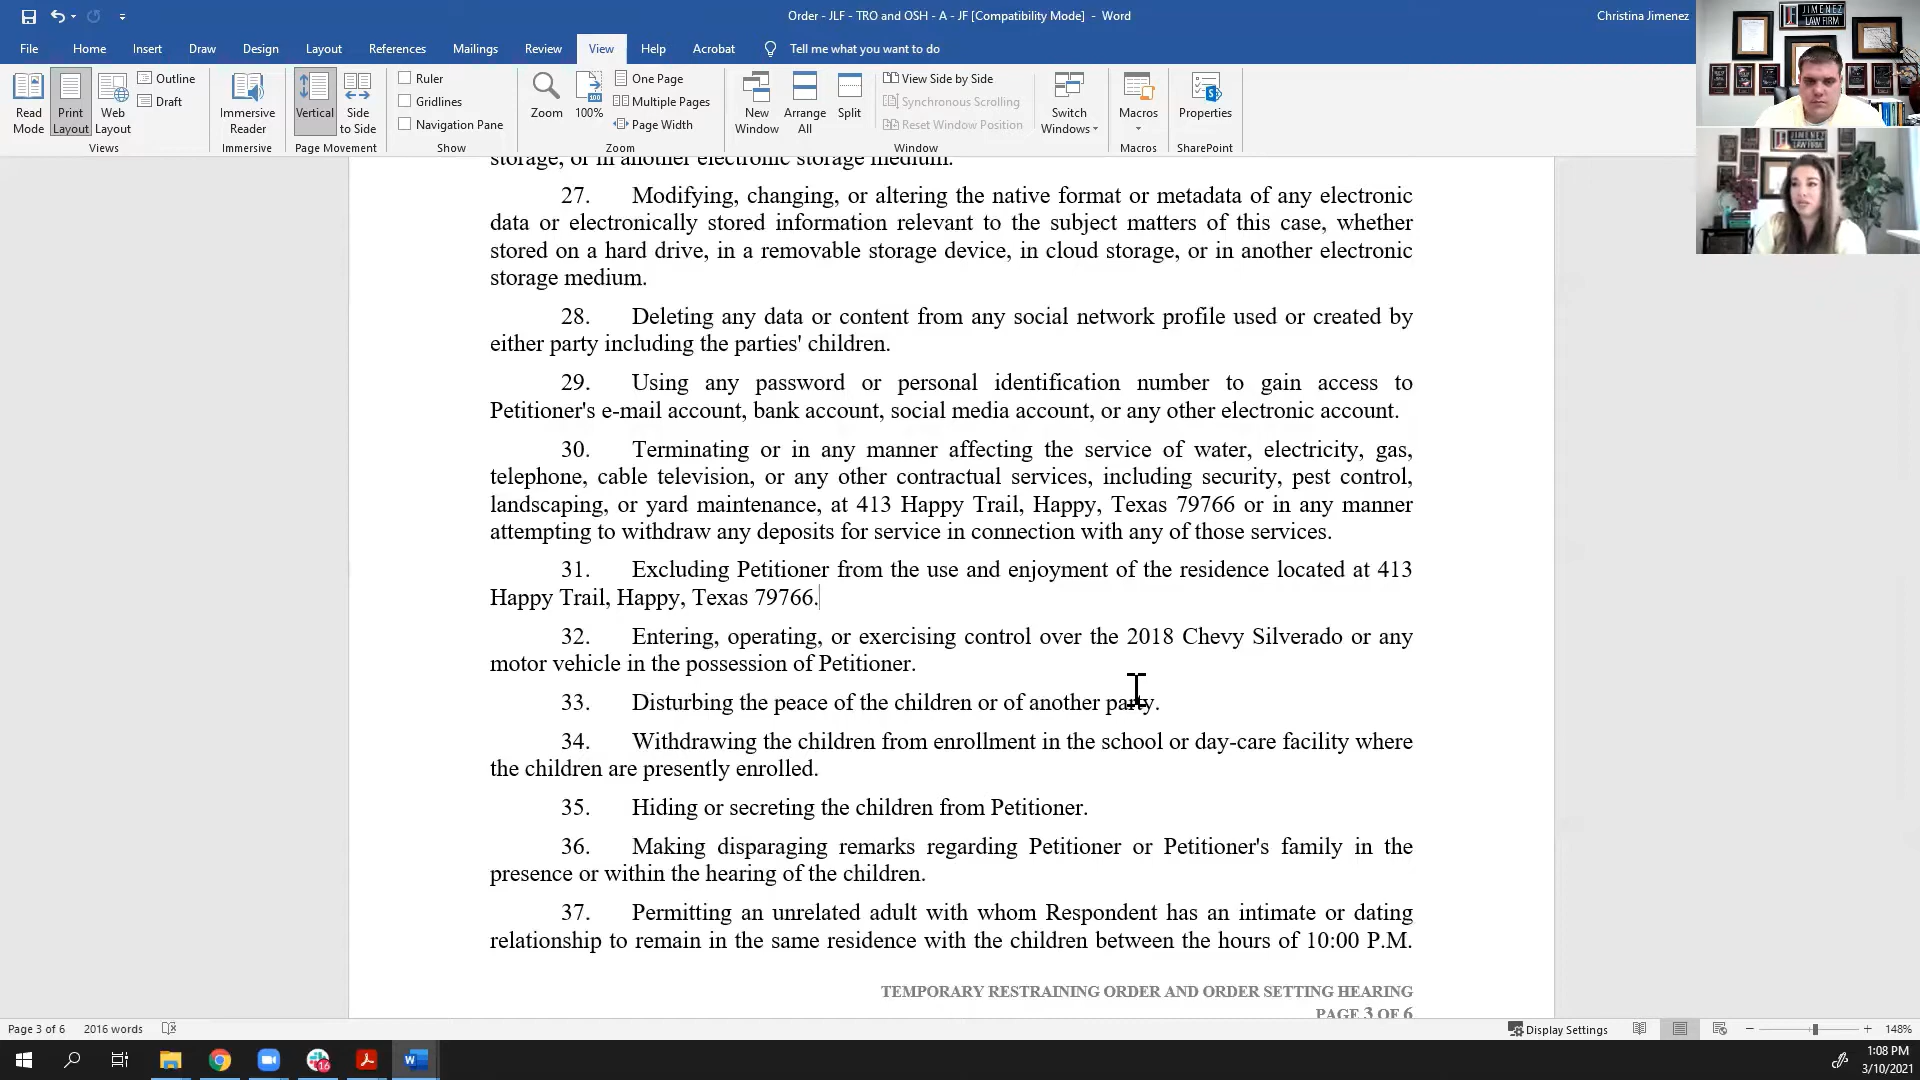 Order - JLF - TRO and OSH - A - JF [Compatibility Mode] - Word
Christina Jimenez
File Home Insert Draw Design Layout References Mailings Review View Help Acrobat Tell me what you want to do
Read Mode
Print Layout
Web Layout
Outline
Draft
Views
Immersive Reader
Immersive
Vertical
Side to Side
Page Movement
Ruler
Gridlines
Navigation Pane
Show
Zoom
100%
One Page
Multiple Pages
Page Width
Zoom
New Window
Arrange All
Split
View Side by Side
Synchronous Scrolling
Reset Window Position
Window
Switch Windows
Macros
Macros
Properties
SharePoint
JIMENEZ
LAW FIRM
storage, or in another electronic storage medium.
27. Modifying, changing, or altering the native format or metadata of any electronic
data or electronically stored information relevant to the subject matters of this case, whether
stored on a hard drive, in a removable storage device, in cloud storage, or in another electronic
storage medium.
28. Deleting any data or content from any social network profile used or created by
either party including the parties' children.
29. Using any password or personal identification number to gain access to
Petitioner's e-mail account, bank account, social media account, or any other electronic account.
30. Terminating or in any manner affecting the service of water, electricity, gas,
telephone, cable television, or any other contractual services, including security, pest control,
landscaping, or yard maintenance, at 413 Happy Trail, Happy, Texas 79766 or in any manner
attempting to withdraw any deposits for service in connection with any of those services.
31. Excluding Petitioner from the use and enjoyment of the residence located at 413
Happy Trail, Happy, Texas 79766.
32. Entering, operating, or exercising control over the 2018 Chevy Silverado or any
motor vehicle in the possession of Petitioner.
33. Disturbing the peace of the children or of another party.
34. Withdrawing the children from enrollment in the school or day-care facility where
the children are presently enrolled.
35. Hiding or secreting the children from Petitioner.
36. Making disparaging remarks regarding Petitioner or Petitioner's family in the
presence or within the hearing of the children.
37. Permitting an unrelated adult with whom Respondent has an intimate or dating
relationship to remain in the same residence with the children between the hours of 10:00 P.M.
TEMPORARY RESTRAINING ORDER AND ORDER SETTING HEARING
PAGE 3 OF 6
Page 3 of 6 2016 words
Display Settings
148%
16
1:08 PM
3/10/2021